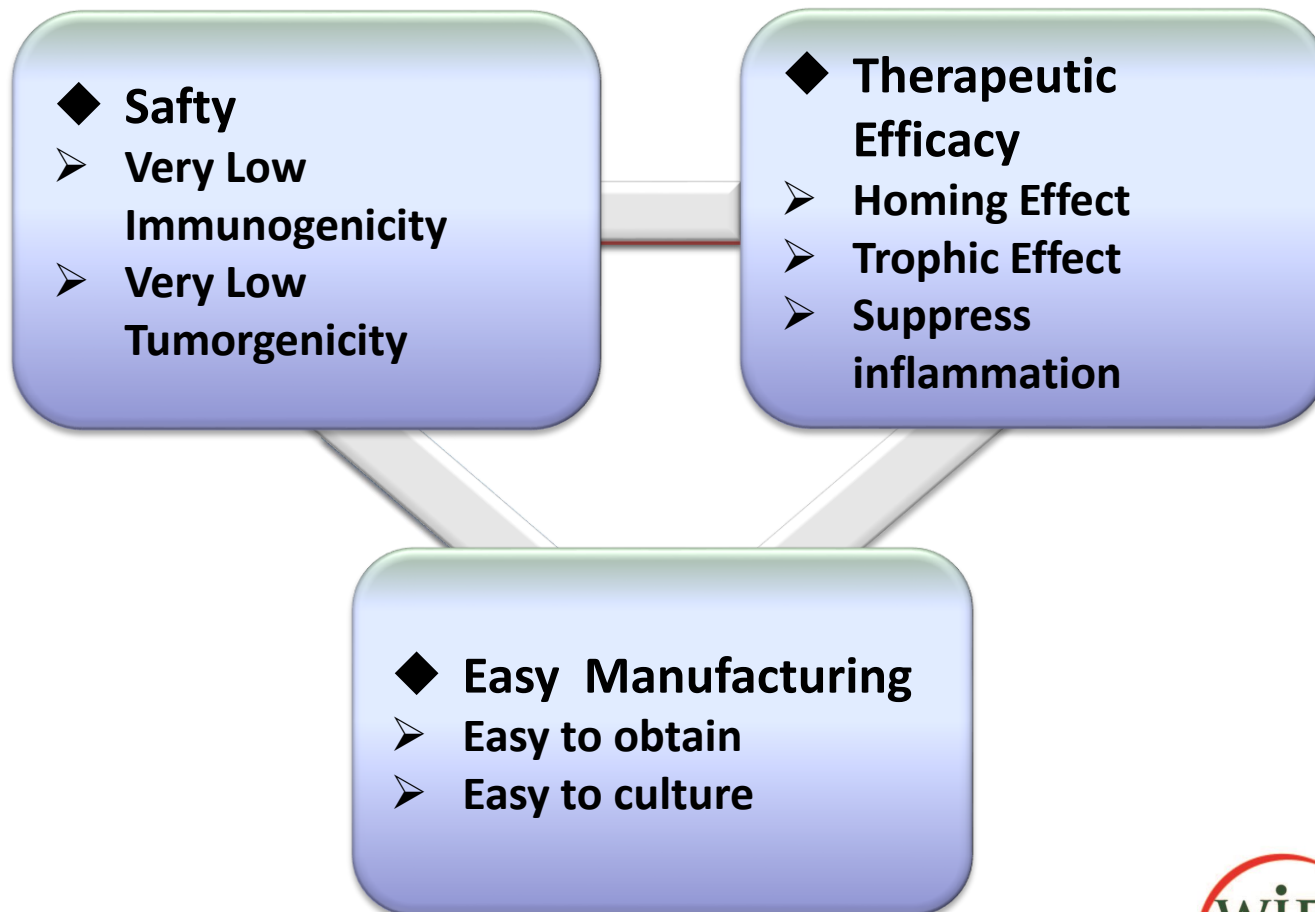 ◆ Safty
➢ Very Low
Immunogenicity
➢ Very Low
Tumorgenicity
◆ Therapeutic
Efficacy
➢ Homing Effect
➢ Trophic Effect
➢ Suppress
inflammation
◆ Easy  Manufacturing
➢ Easy to obtain
➢ Easy to culture